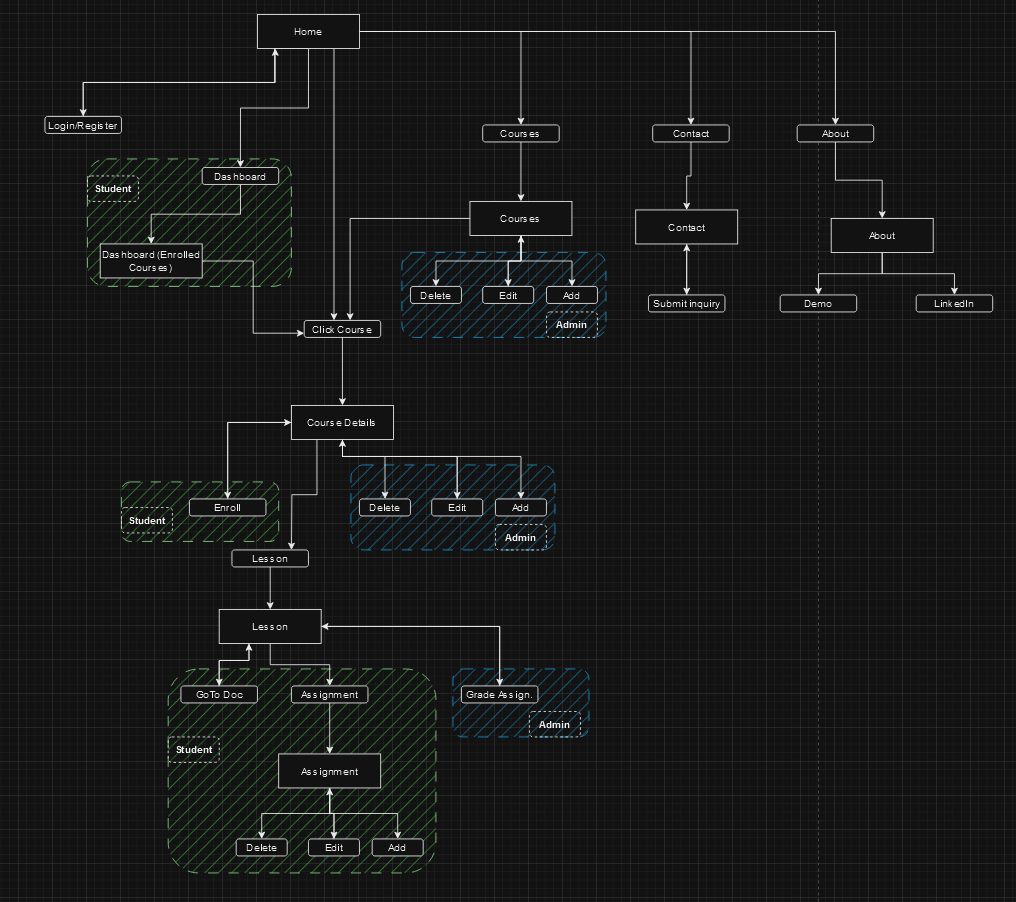 Home
Login/Register
Courses
Contact
About
Dashboard
Student
Courses
Contact
About
Dashboard (Enrolled
Courses)
Delete
Edit
Add
Submit inquiry
Demo
LinkedIn
Admin
Click Course
Course Details
Enroll
Student
Delete
Edit
Add
Admin
Lesson
Lesson
GoTo Doc
Assignment
Grade Assign.
Admin
Student
Assignment
Delete
Edit
Add